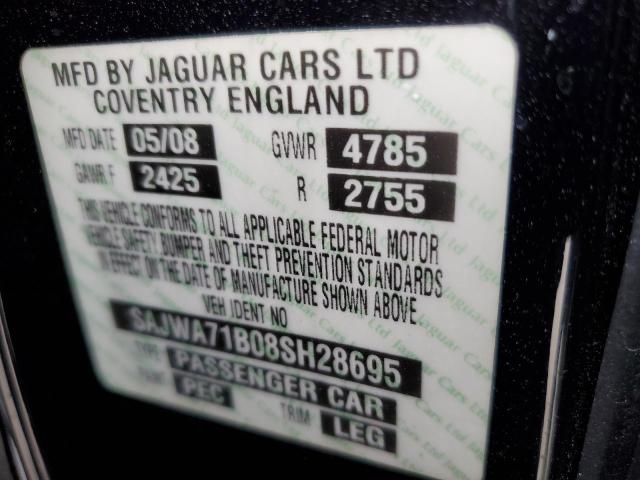 MFD BY JAGUAR CARS LTD
COVENTRY ENGLAND
MFD DATE 05/08 GVWR 4785
GAWR F 2425 R 2755
THIS VEHICLE CONFORMS TO ALL APPLICABLE FEDERAL MOTOR
VEHICLE SAFETY, BUMPER AND THEFT PREVENTION STANDARDS
IN EFFECT ON THE DATE OF MANUFACTURE SHOWN ABOVE.
VEH IDENT NO
SAJWA71B08SH28695
TYPE PASSENGER CAR
PAINT PEC TRIM LEG